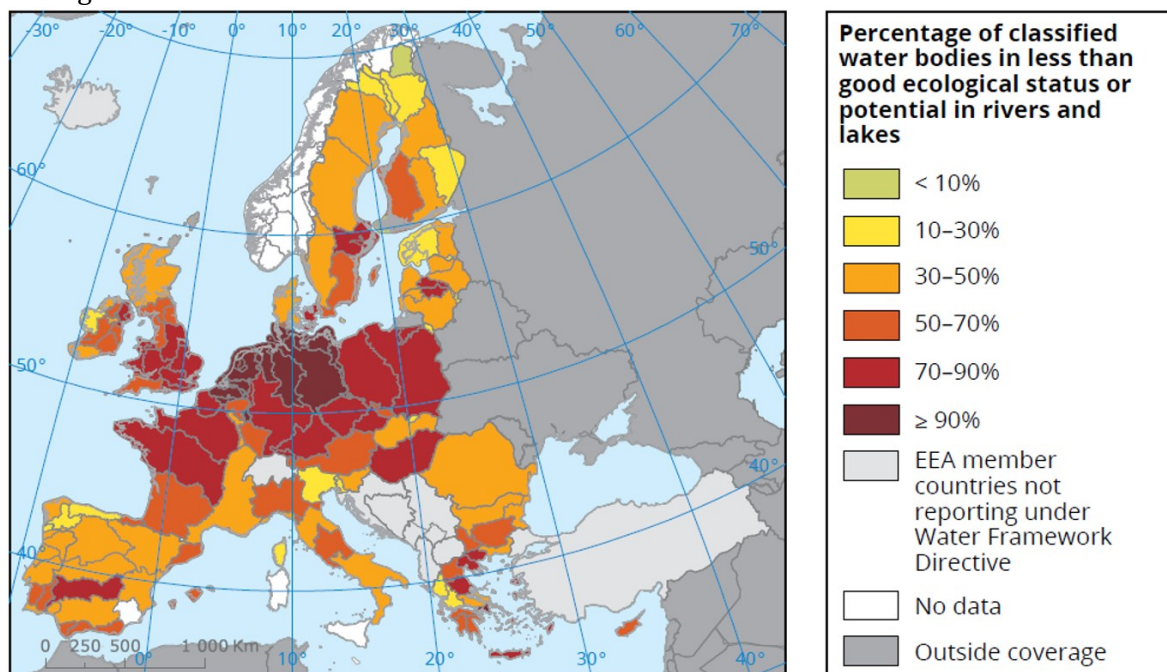 -30° -20° -10° 0° 10° 20° 30° 40° 50° 60° 70°
60°
50°
50°
40°
40°
0 250 500 1 000 Km
0° 10° 20° 30° 40°
Percentage of classified
water bodies in less than
good ecological status or
potential in rivers and
lakes
< 10%
10–30%
30–50%
50–70%
70–90%
≥ 90%
EEA member
countries not
reporting under
Water Framework
Directive
No data
Outside coverage